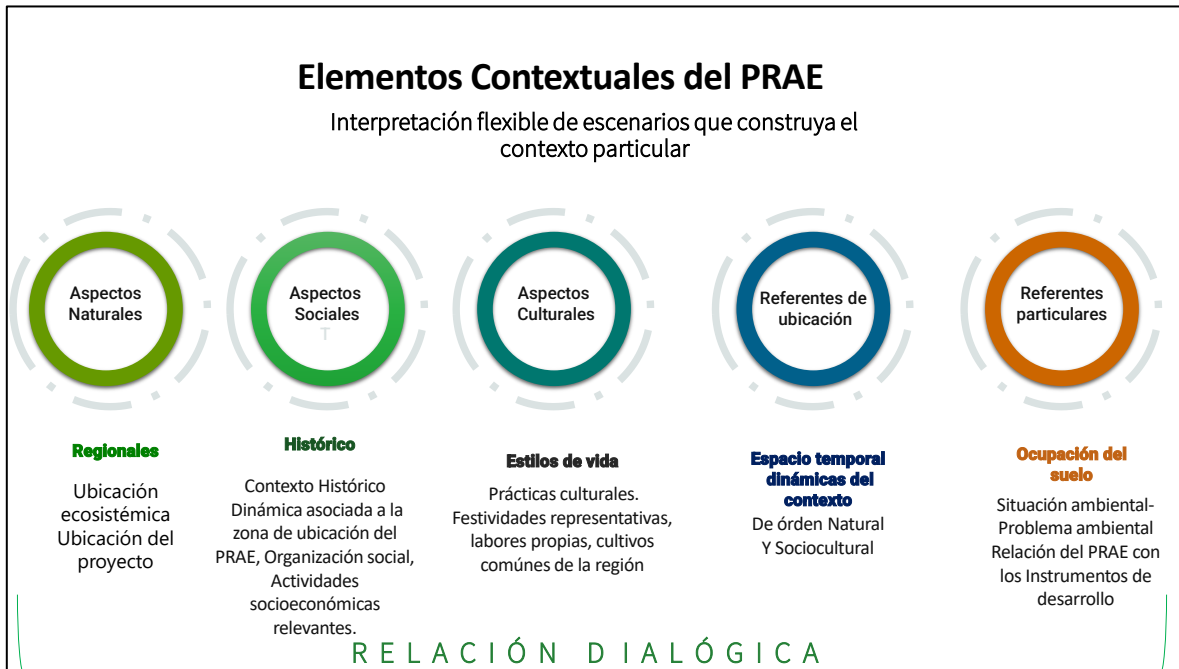 Elementos Contextuales del PRAE
Interpretación flexible de escenarios que construya el
contexto particular
Aspectos
Naturales
Regionales
Ubicación
ecosistémica
Ubicación del
proyecto
Aspectos
Sociales
T
Histórico
Contexto Histórico
Dinámica asociada a la
zona de ubicación del
PRAE, Organización social,
Actividades
socioeconómicas
relevantes.
Aspectos
Culturales
Estilos de vida
Prácticas culturales.
Festividades representativas,
labores propias, cultivos
comúnes de la región
Referentes de
ubicación
Espacio temporal
dinámicas del
contexto
De órden Natural
Y Sociocultural
Referentes
particulares
Ocupación del
suelo
Situación ambiental-
Problema ambiental
Relación del PRAE con
los Instrumentos de
desarrollo
RELACIÓN DIALÓGICA